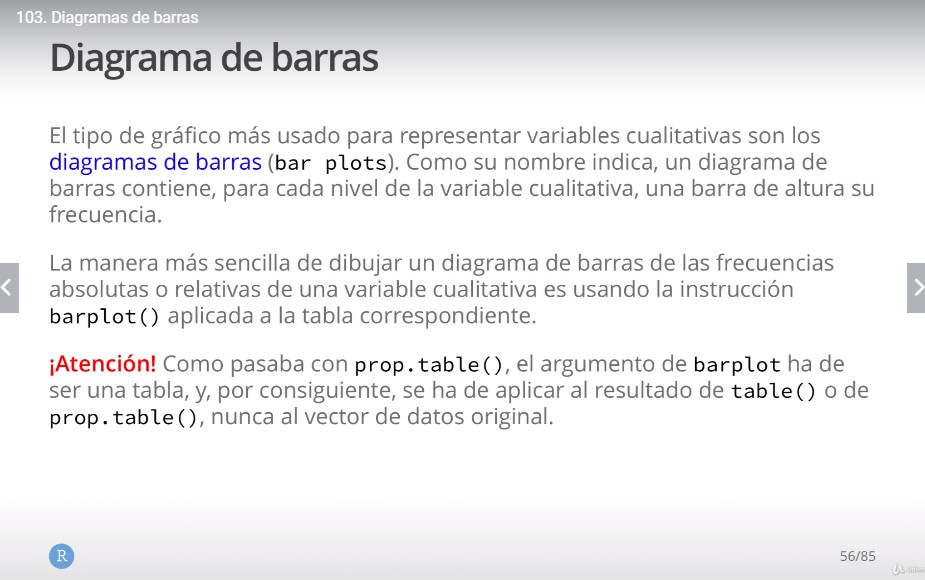 103. Diagramas de barras
Diagrama de barras
El tipo de gráfico más usado para representar variables cualitativas son los
diagramas de barras (bar plots). Como su nombre indica, un diagrama de
barras contiene, para cada nivel de la variable cualitativa, una barra de altura su
frecuencia.
La manera más sencilla de dibujar un diagrama de barras de las frecuencias
absolutas o relativas de una variable cualitativa es usando la instrucción
barplot() aplicada a la tabla correspondiente.
¡Atención! Como pasaba con prop.table(), el argumento de barplot ha de
ser una tabla, y, por consiguiente, se ha de aplicar al resultado de table() o de
prop.table(), nunca al vector de datos original.
R
56/85